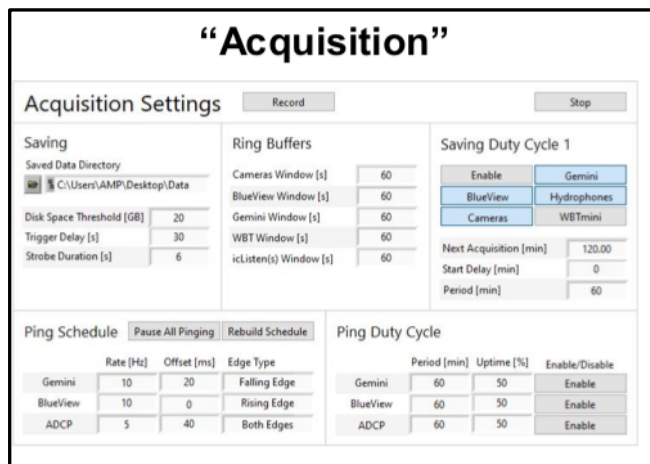 “Acquisition”
Acquisition Settings Record Stop
Saving
Saved Data Directory
C:\Users\AMP\Desktop\Data
Disk Space Threshold [GB] 20
Trigger Delay [s] 30
Strobe Duration [s] 6
Ring Buffers
Cameras Window [s] 60
BlueView Window [s] 60
Gemini Window [s] 60
WBT Window [s] 60
icListen(s) Window [s] 60
Saving Duty Cycle 1
Enable Gemini
BlueView Hydrophones
Cameras WBTmini
Next Acquisition [min] 120.00
Start Delay [min] 0
Period [min] 60
Ping Schedule Pause All Pinging Rebuild Schedule
Rate [Hz] Offset [ms] Edge Type
Gemini 10 20 Falling Edge
BlueView 10 0 Rising Edge
ADCP 5 40 Both Edges
Ping Duty Cycle
Period [min] Uptime [%] Enable/Disable
Gemini 60 50 Enable
BlueView 60 50 Enable
ADCP 60 50 Enable